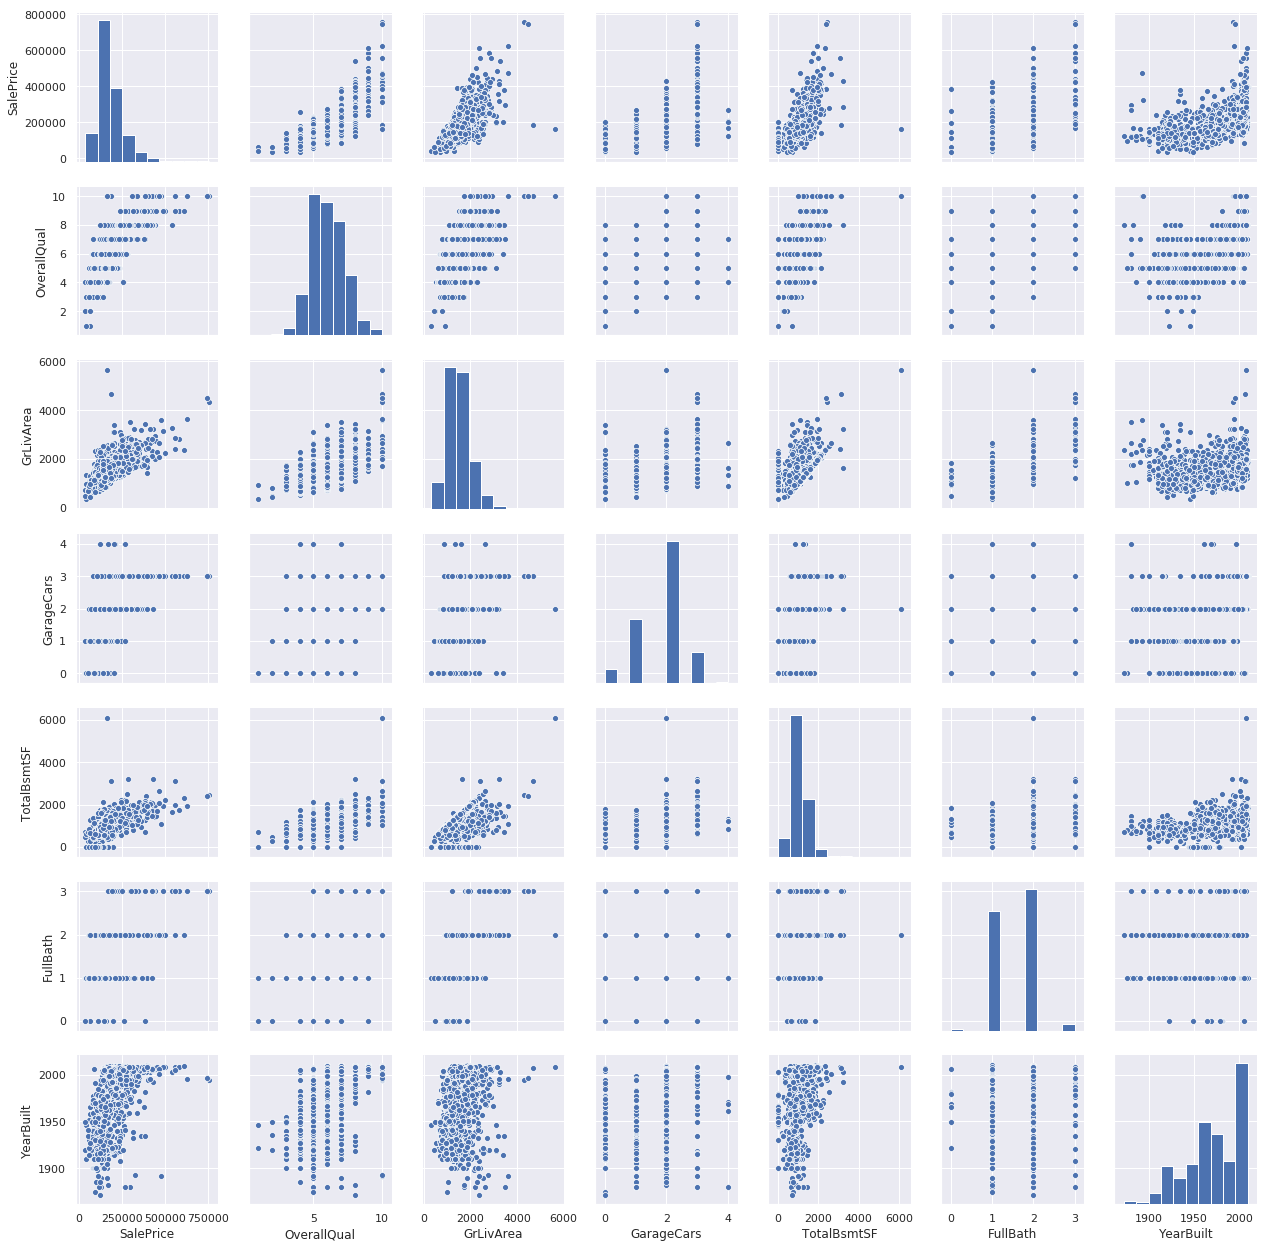 800000
600000
400000
200000
0
SalePrice
10
8
6
4
2
OverallQual
6000
4000
2000
0
GrLivArea
4
3
2
1
0
GarageCars
6000
4000
2000
0
TotalBsmtSF
3
2
1
0
FullBath
2000
1950
1900
YearBuilt
0 250000 500000 750000
5 10
0 2000 4000 6000
0 2 4
0 2000 4000 6000
0 1 2 3
1900 1950 2000
SalePrice OverallQual GrLivArea GarageCars TotalBsmtSF FullBath YearBuilt